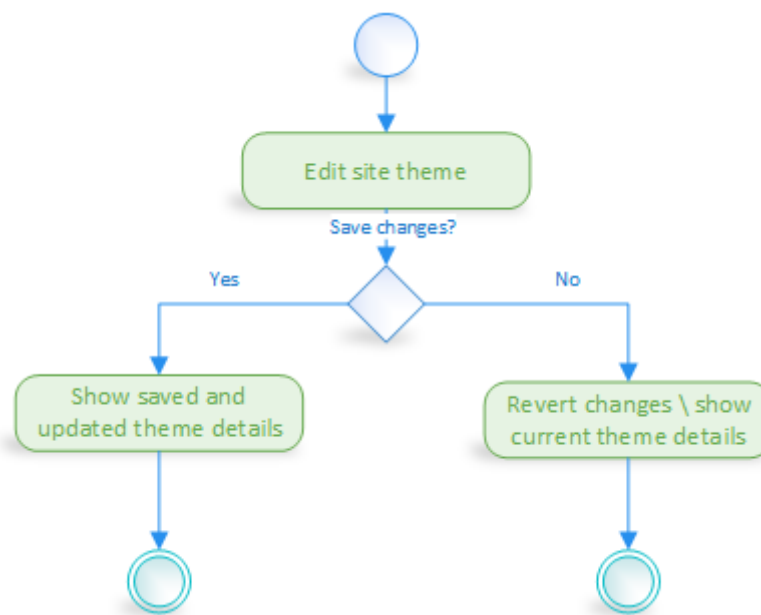 Edit site theme
Save changes?
Yes
No
Show saved and
updated theme details
Revert changes \ show
current theme details